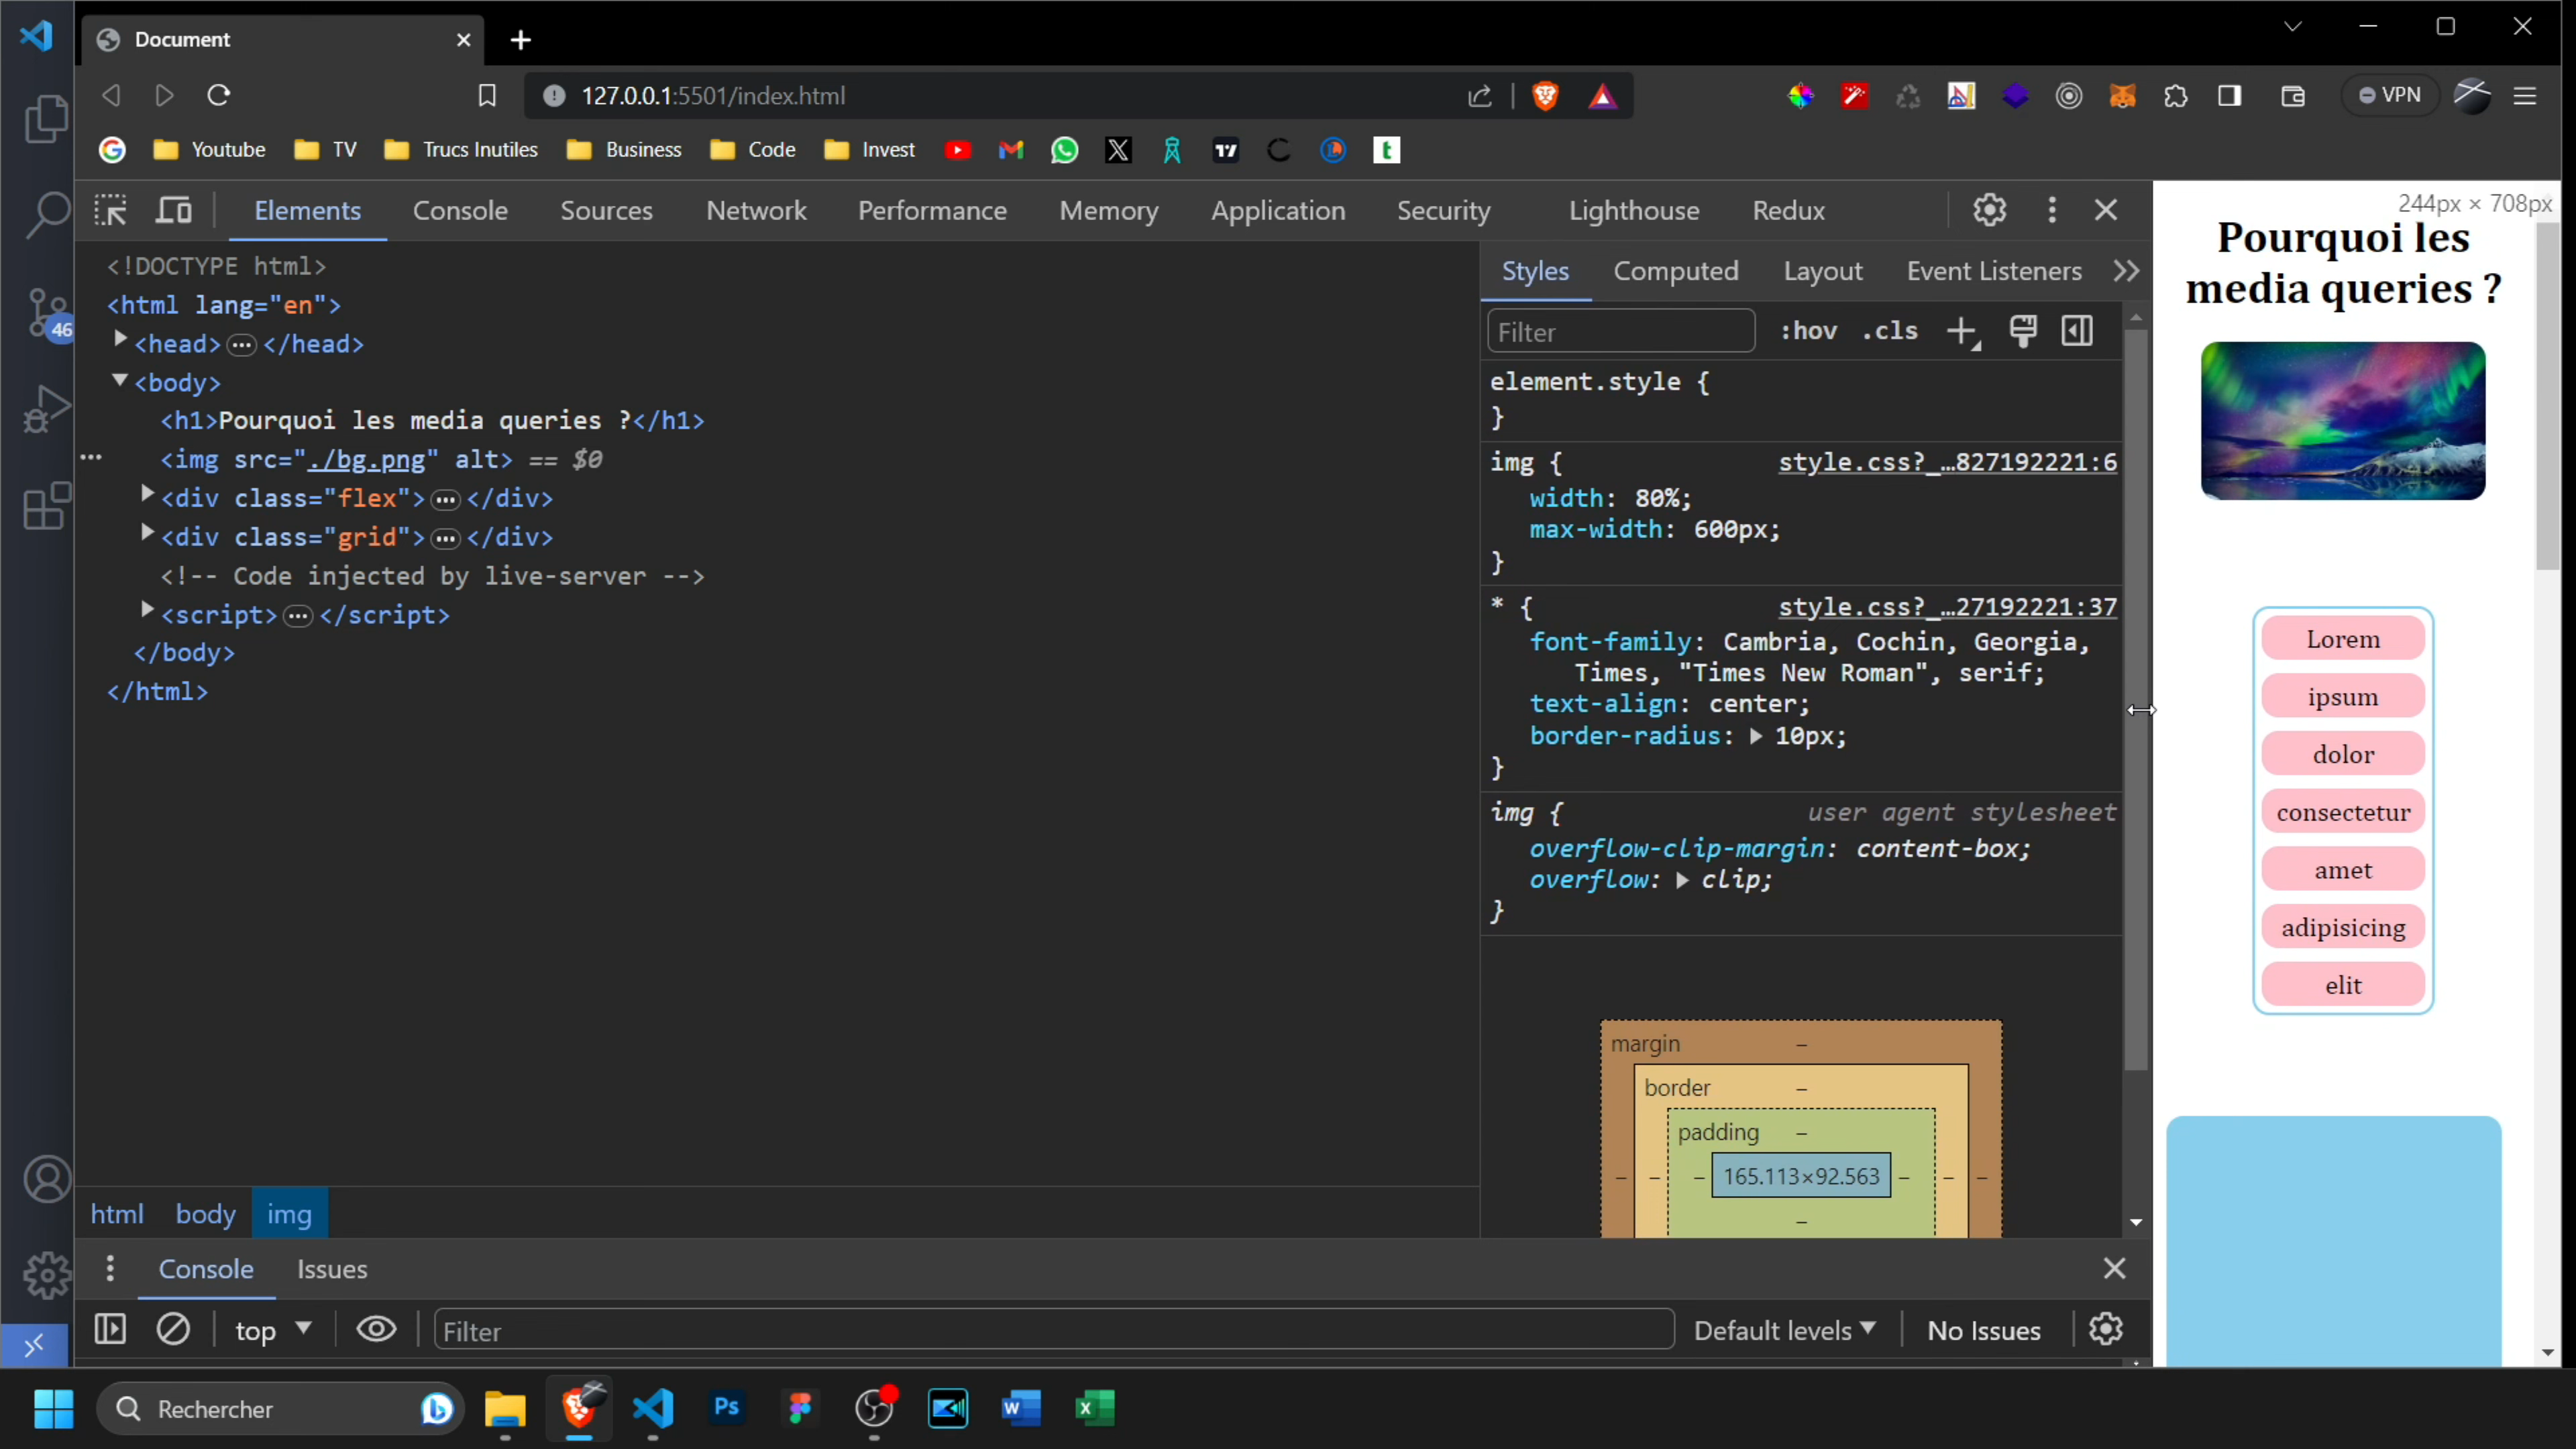 Document
127.0.0.1:5501/index.html
VPN
Youtube
TV
Trucs Inutiles
Business
Code
Invest
Elements
Console
Sources
Network
Performance
Memory
Application
Security
Lighthouse
Redux
<!DOCTYPE html>
<html lang="en">
<head> ... </head>
<body>
<h1>Pourquoi les media queries ?</h1>
<img src="./bg.png" alt> == $0
<div class="flex"> ... </div>
<div class="grid"> ... </div>
<!-- Code injected by live-server -->
<script> ... </script>
</body>
</html>
46
Styles
Computed
Layout
Event Listeners
Filter
:hov
.cls
element.style {
}
img {
style.css?_…827192221:6
width: 80%;
max-width: 600px;
}
* {
style.css?_…27192221:37
font-family: Cambria, Cochin, Georgia,
Times, "Times New Roman", serif;
text-align: center;
border-radius: 10px;
}
img {
user agent stylesheet
overflow-clip-margin: content-box;
overflow: clip;
}
margin –
border –
padding –
– – – 165.113×92.563 – – –
–
html
body
img
Console
Issues
top
Filter
Default levels
No Issues
244px × 708px
Pourquoi les
media queries ?
Lorem
ipsum
dolor
consectetur
amet
adipisicing
elit
Rechercher
Ps
W
X